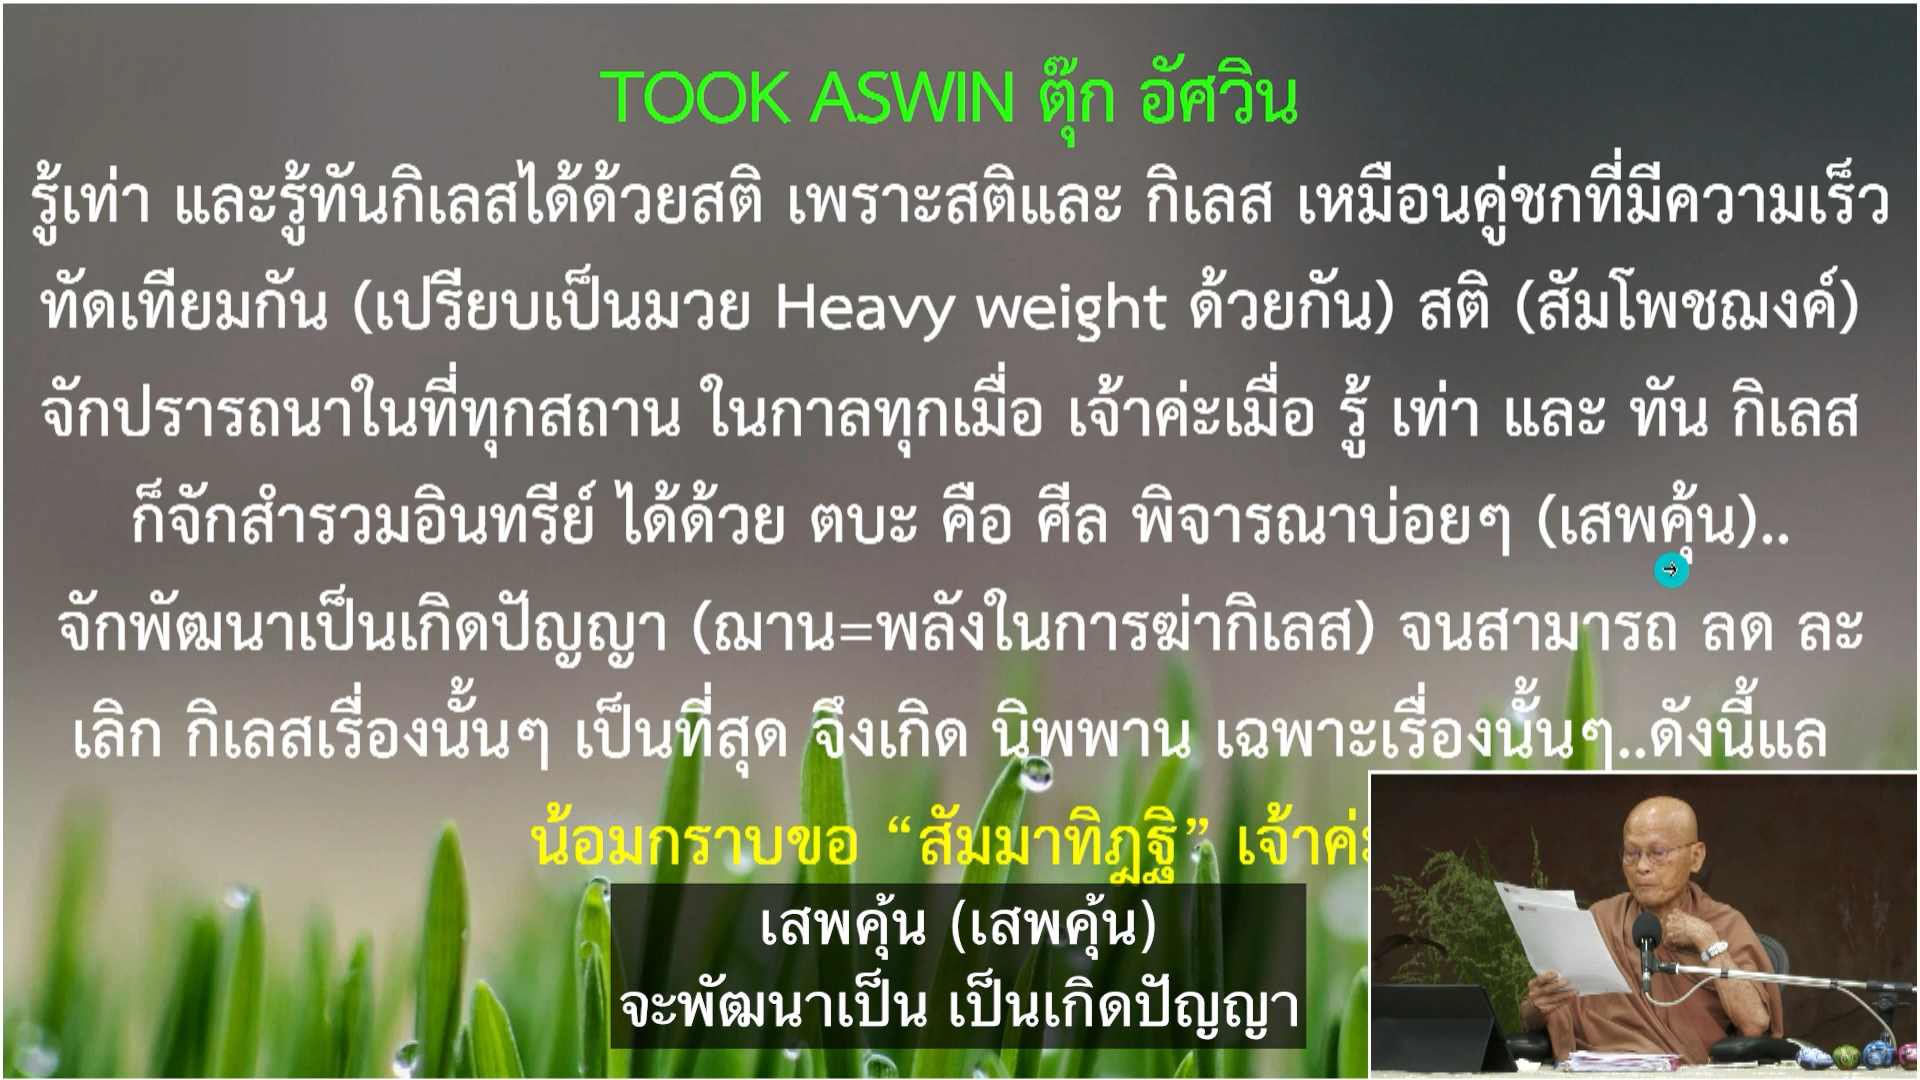 TOOK ASWIN ตุ๊ก อัศวิน
รู้เท่า และรู้ทันกิเลสได้ด้วยสติ เพราะสติและ กิเลส เหมือนคู่ชกที่มีความเร็ว
ทัดเทียมกัน (เปรียบเป็นมวย Heavy weight ด้วยกัน) สติ (สัมโพชฌงค์)
จักปรารถนาในที่ทุกสถาน ในกาลทุกเมื่อ เจ้าค่ะเมื่อ รู้ เท่า และ ทัน กิเลส
ก็จักสำรวมอินทรีย์ ได้ด้วย ตบะ คือ ศีล พิจารณาบ่อยๆ (เสพคุ้น)..
จักพัฒนาเป็นเกิดปัญญา (ฌาน=พลังในการฆ่ากิเลส) จนสามารถ ลด ละ
เลิก กิเลสเรื่องนั้นๆ เป็นที่สุด จึงเกิด นิพพาน เฉพาะเรื่องนั้นๆ..ดังนี้แล
น้อมกราบขอ “สัมมาทิฏฐิ” เจ้าค่ะ
เสพคุ้น (เสพคุ้น)
จะพัฒนาเป็น เป็นเกิดปัญญา